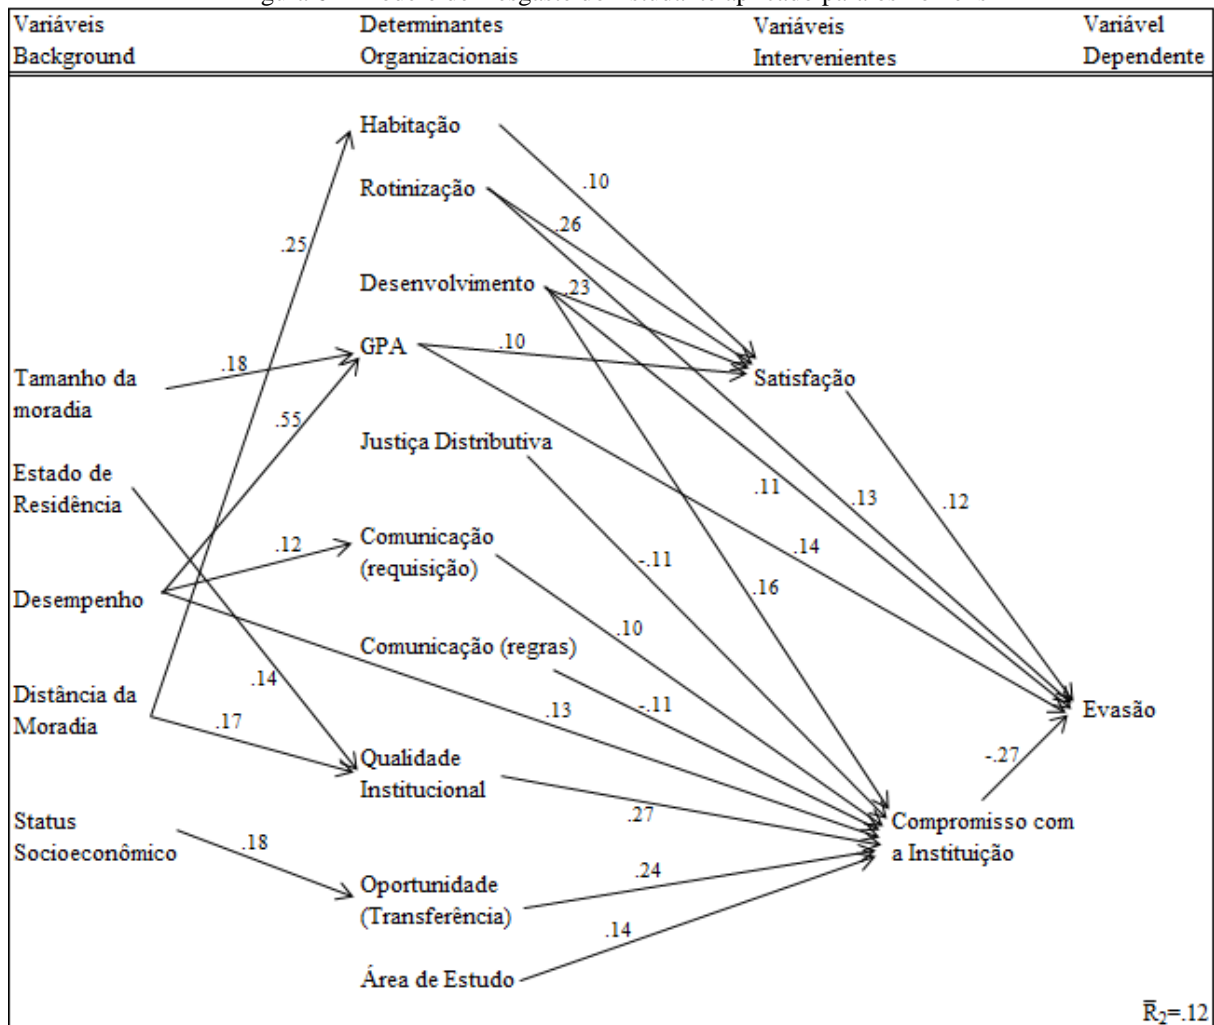 Variáveis
Background
Determinantes
Organizacionais
Variáveis
Intervenientes
Variável
Dependente
Habitação
.10
Rotinização
.26
.25
Desenvolvimento
.23
GPA
.10
.18
Tamanho da
moradia
Satisfação
.55
Justiça Distributiva
Estado de
Residência
.11
.13
.12
Comunicação
(requisição)
.12
.14
-.11
.16
Desempenho
.10
Comunicação (regras)
.14
Distância da
Moradia
.17
.13
-.11
Evasão
Qualidade
Institucional
-.27
.27
Status
Socioeconômico
.18
Compromisso com
a Instituição
Oportunidade
(Transferência)
.24
.14
Área de Estudo
R̅₂=.12